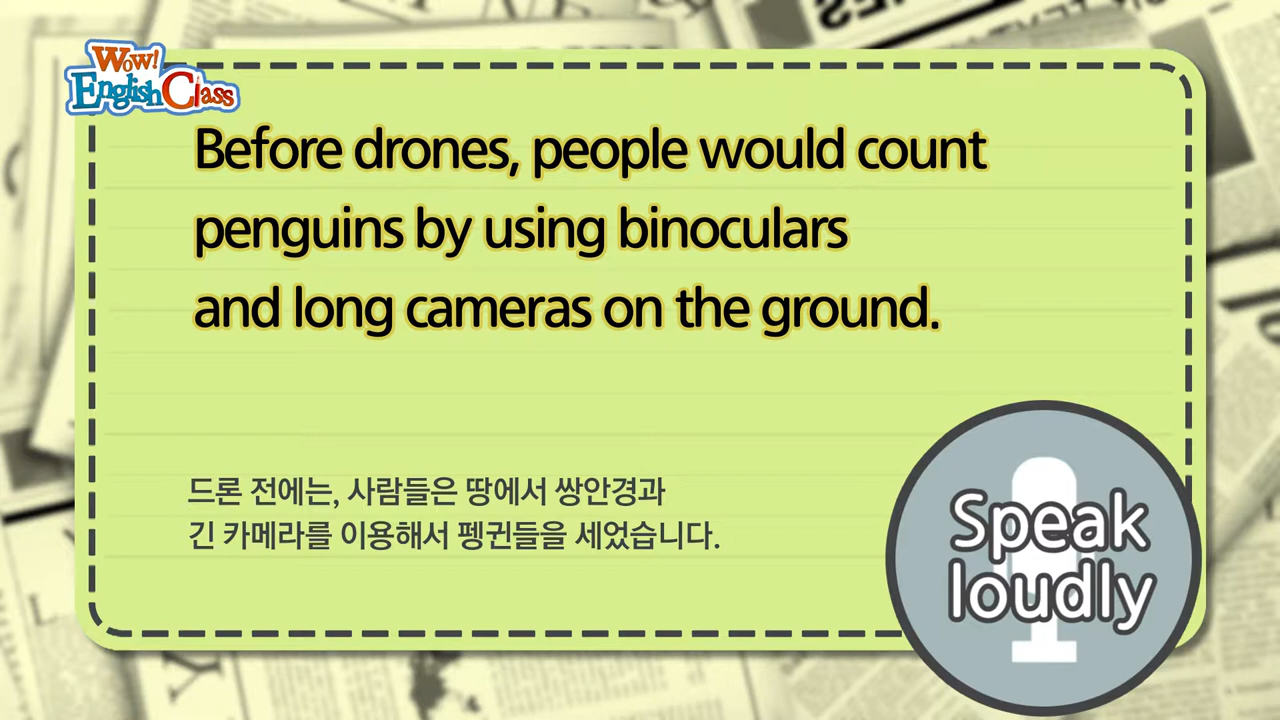 Wow!
English Class
Before drones, people would count
penguins by using binoculars
and long cameras on the ground.
드론 전에는, 사람들은 땅에서 쌍안경과
긴 카메라를 이용해서 펭귄들을 세었습니다.
Speak
loudly